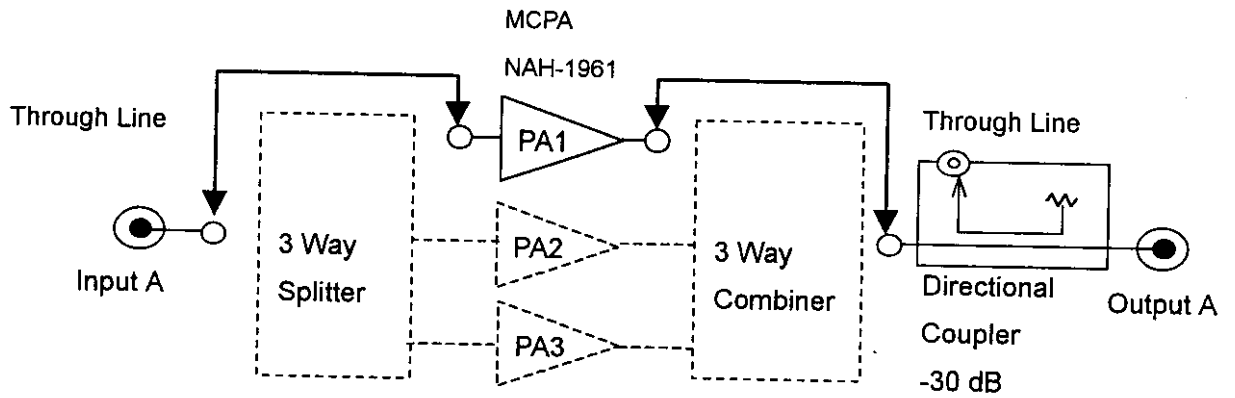 MCPA
NAH-1961
Through Line
PA1
Through Line
3 Way
Splitter
PA2
3 Way
Combiner
Input A
Directional
Coupler
-30 dB
Output A
PA3